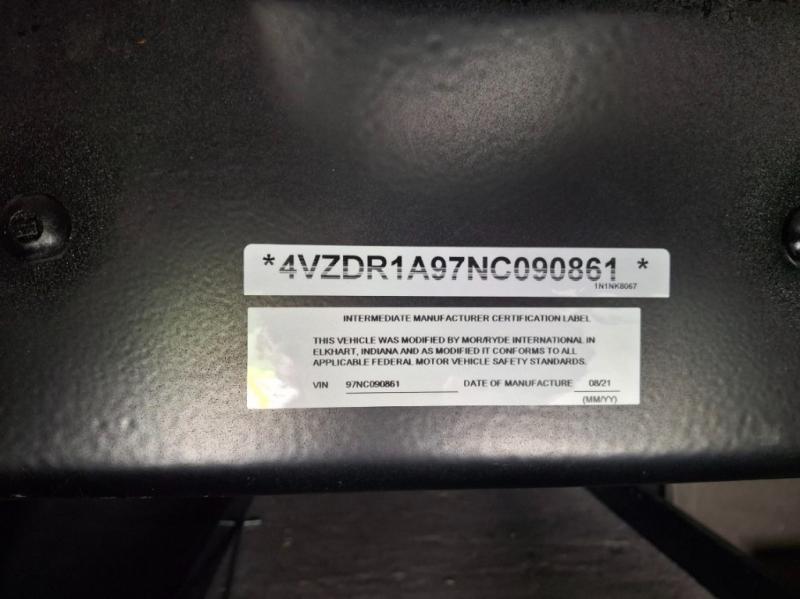 *4VZDR1A97NC090861 *
1N1NK8067
INTERMEDIATE MANUFACTURER CERTIFICATION LABEL
THIS VEHICLE WAS MODIFIED BY MOR/RYDE INTERNATIONAL IN
ELKHART, INDIANA AND AS MODIFIED IT CONFORMS TO ALL
APPLICABLE FEDERAL MOTOR VEHICLE SAFETY STANDARDS.
VIN 97NC090861 DATE OF MANUFACTURE 08/21
(MM/YY)